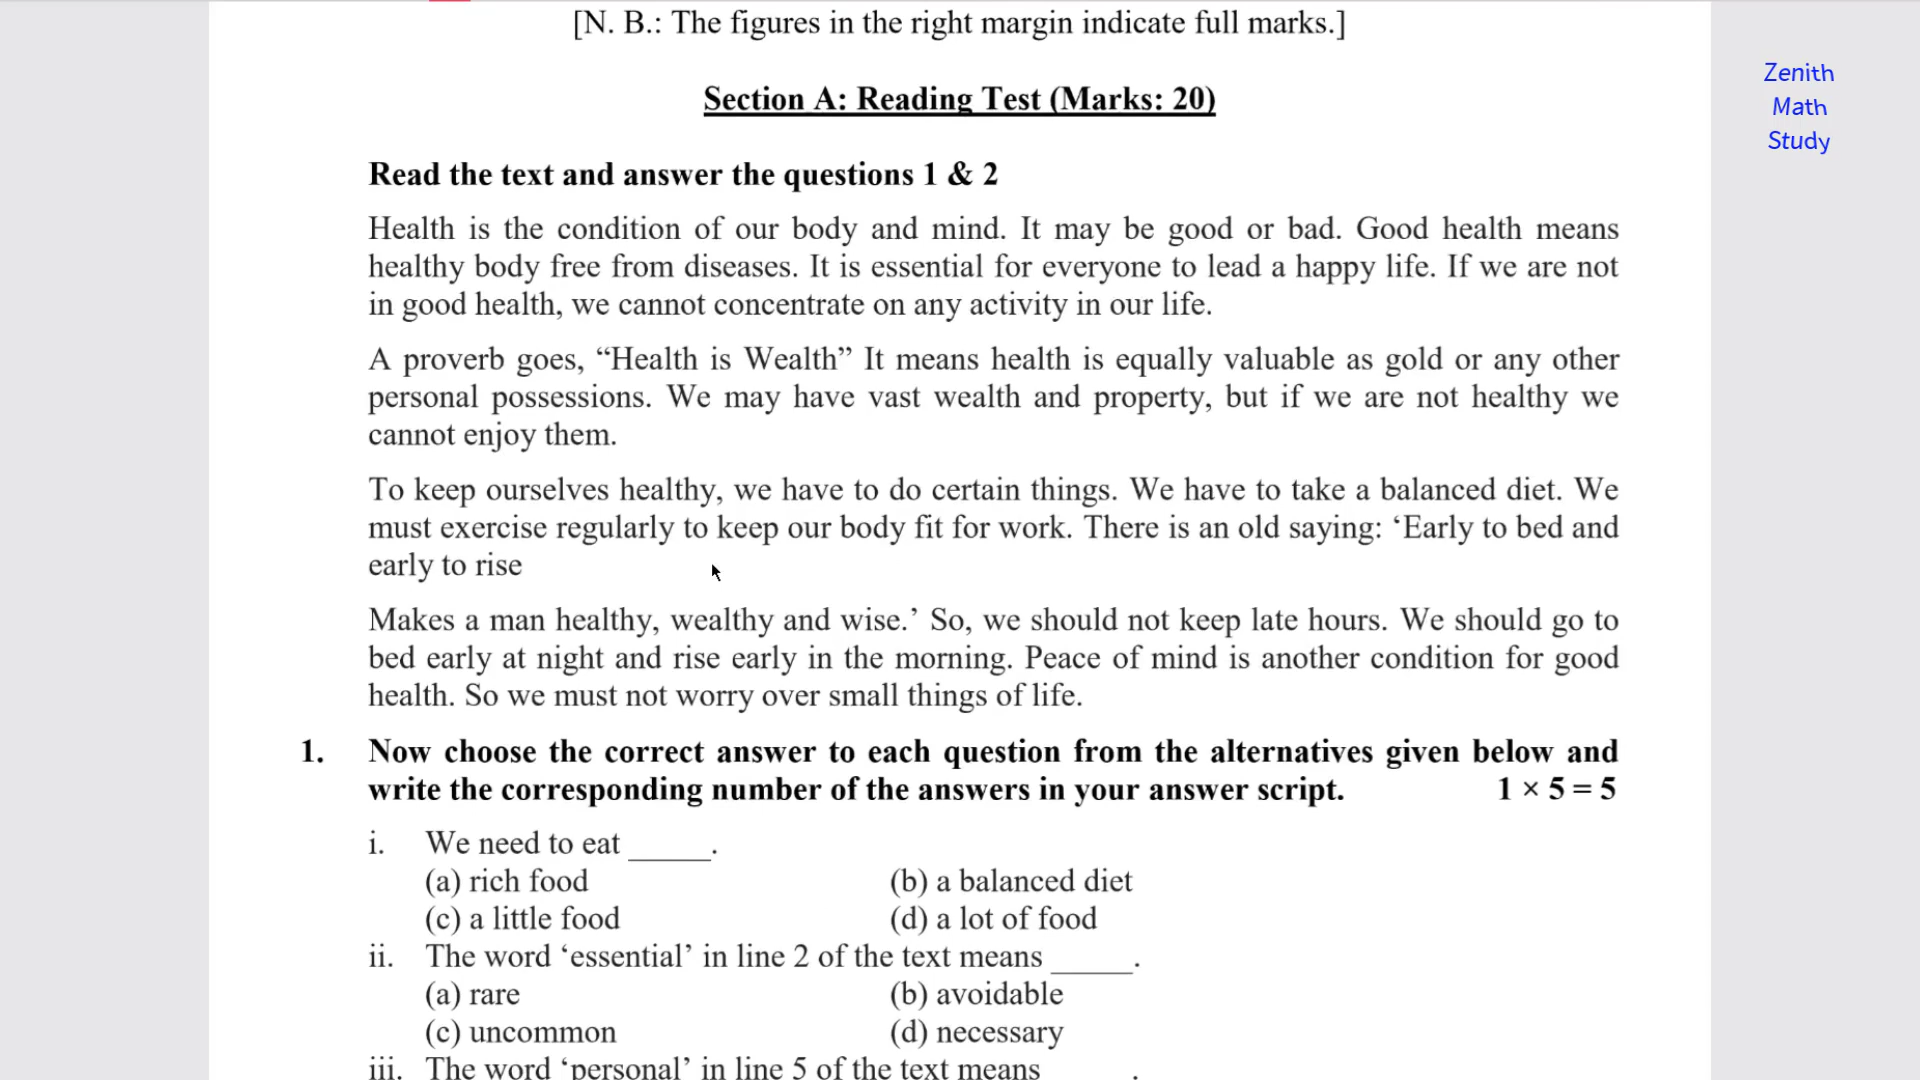 [N. B.: The figures in the right margin indicate full marks.]
Zenith
Math
Study
Section A: Reading Test (Marks: 20)
Read the text and answer the questions 1 & 2
Health is the condition of our body and mind. It may be good or bad. Good health means
healthy body free from diseases. It is essential for everyone to lead a happy life. If we are not
in good health, we cannot concentrate on any activity in our life.
A proverb goes, “Health is Wealth” It means health is equally valuable as gold or any other
personal possessions. We may have vast wealth and property, but if we are not healthy we
cannot enjoy them.
To keep ourselves healthy, we have to do certain things. We have to take a balanced diet. We
must exercise regularly to keep our body fit for work. There is an old saying: ‘Early to bed and
early to rise
Makes a man healthy, wealthy and wise.’ So, we should not keep late hours. We should go to
bed early at night and rise early in the morning. Peace of mind is another condition for good
health. So we must not worry over small things of life.
1. Now choose the correct answer to each question from the alternatives given below and
write the corresponding number of the answers in your answer script. 1 × 5 = 5
i. We need to eat _____.
(a) rich food (b) a balanced diet
(c) a little food (d) a lot of food
ii. The word ‘essential’ in line 2 of the text means _____.
(a) rare (b) avoidable
(c) uncommon (d) necessary
iii. The word ‘personal’ in line 5 of the text means _____.